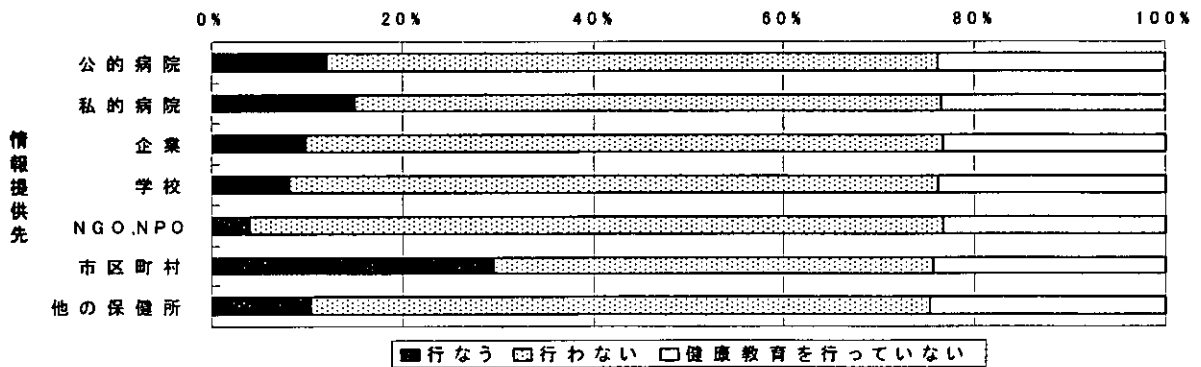 0% 20% 40% 60% 80% 100%
情報提供先
公的病院
私的病院
企業
学校
NGO,NPO
市区町村
他の保健所
■行なう □行わない □健康教育を行っていない